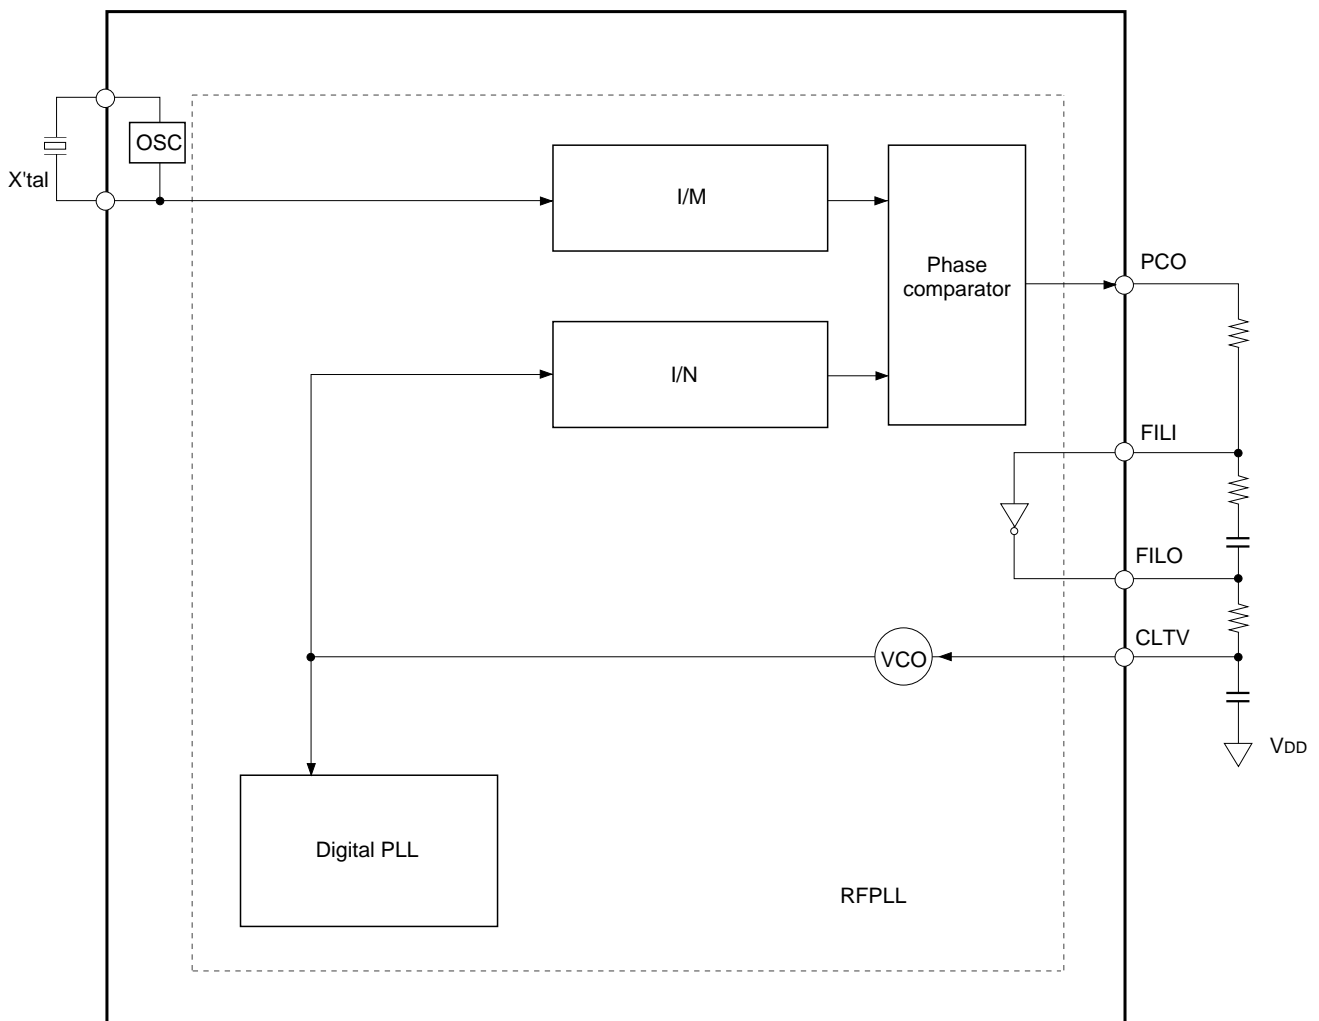 OSC
X'tal
I/M
Phase
comparator
PCO
I/N
FILI
FILO
CLTV
VCO
VDD
Digital PLL
RFPLL